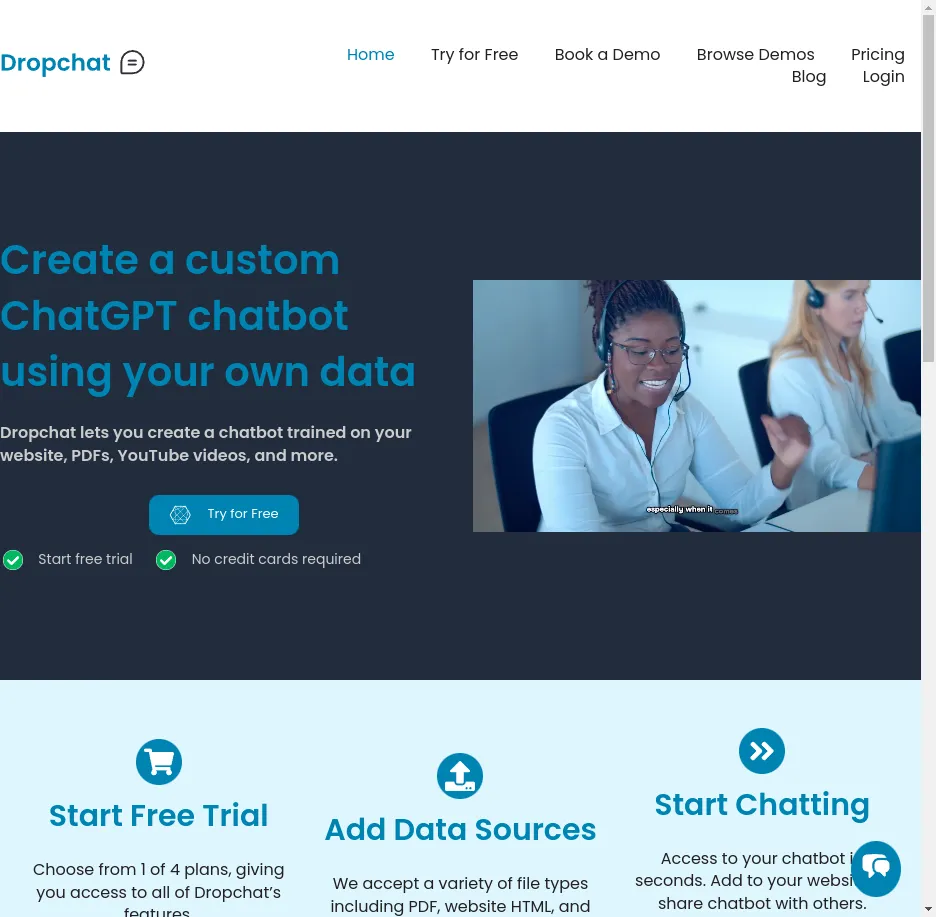 Dropchat
Home Try for Free Book a Demo Browse Demos Pricing
Blog Login
Create a custom
ChatGPT chatbot
using your own data
Dropchat lets you create a chatbot trained on your
website, PDFs, YouTube videos, and more.
Try for Free
Start free trial No credit cards required
especially when it comes
Start Free Trial
Choose from 1 of 4 plans, giving
you access to all of Dropchat’s
features.
Add Data Sources
We accept a variety of file types
including PDF, website HTML, and
Start Chatting
Access to your chatbot
seconds. Add to your
share chatbot with others.